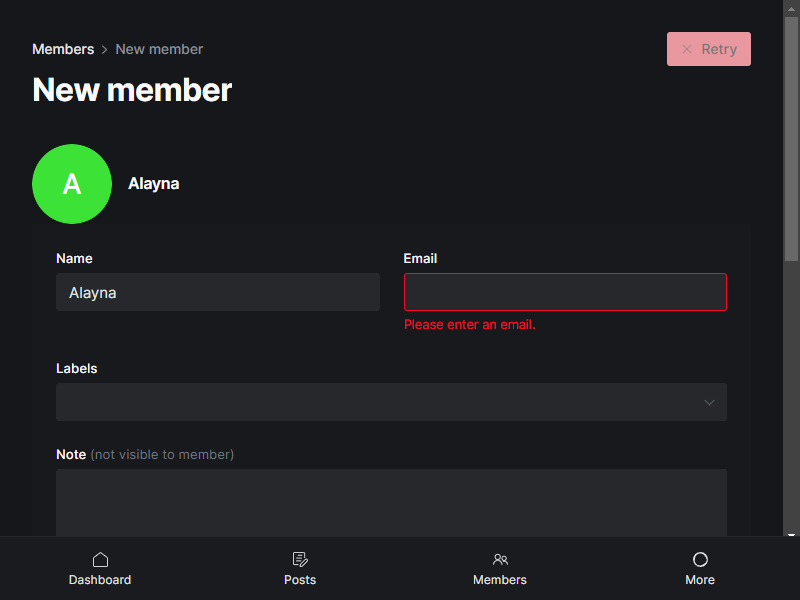 Members > New member
Retry
New member
A
Alayna
Name
Email
Alayna
Please enter an email.
Labels
Note (not visible to member)
Dashboard
Posts
Members
More